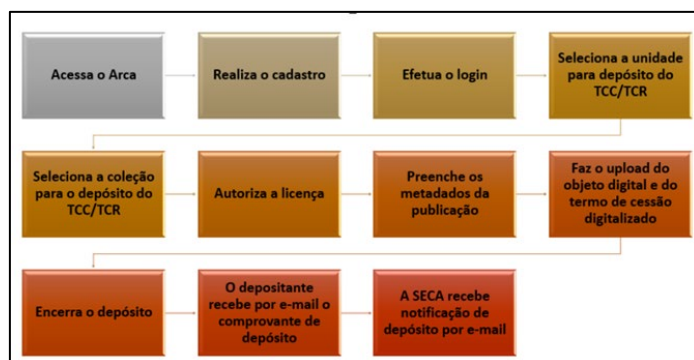 Acessa o Arca
Realiza o cadastro
Efetua o login
Seleciona a unidade
para depósito do
TCC/TCR
Seleciona a coleção
para o depósito do
TCC/TCR
Autoriza a licença
Preenche os
metadados da
publicação
Faz o upload do
objeto digital e do
termo de cessão
digitalizado
Encerra o depósito
O depositante
recebe por e-mail o
comprovante de
depósito
A SECA recebe
notificação de
depósito por e-mail